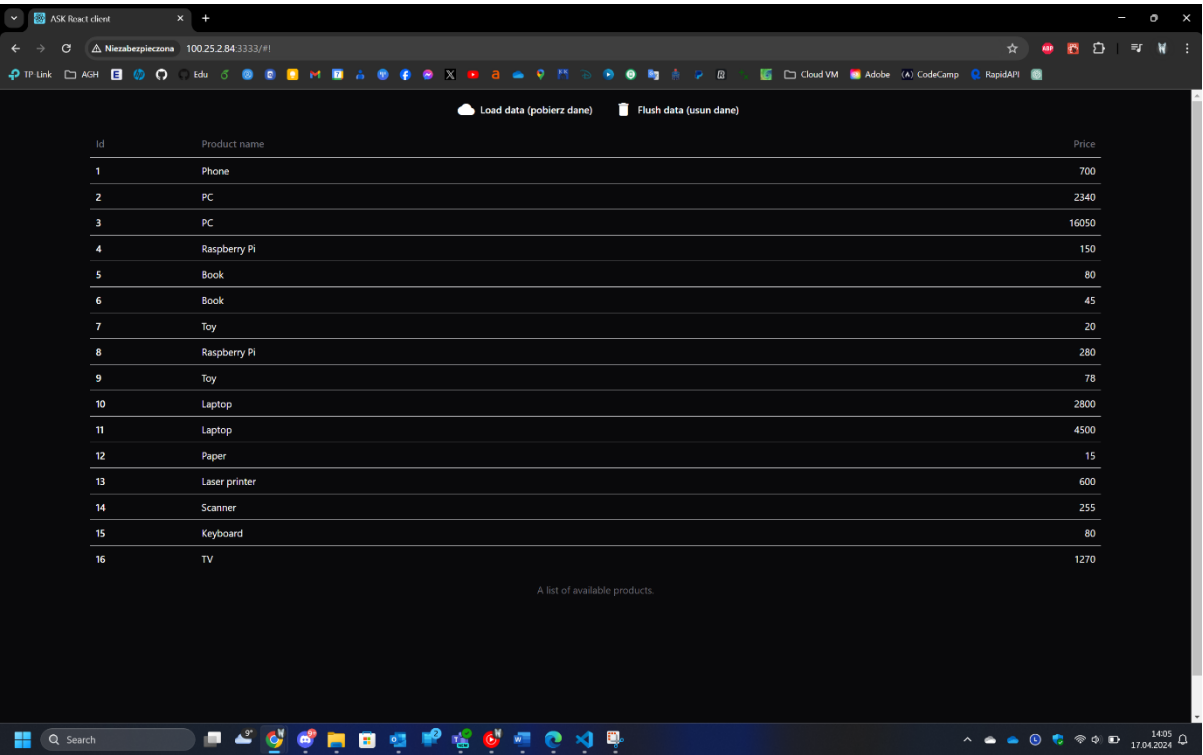 ASK React client
Niezabezpieczona 100.25.2.84:3333/#!
TP-Link AGH Edu Cloud VM Adobe CodeCamp RapidAPI
Load data (pobierz dane) Flush data (usun dane)
Id Product name Price
1 Phone 700
2 PC 2340
3 PC 16050
4 Raspberry Pi 150
5 Book 80
6 Book 45
7 Toy 20
8 Raspberry Pi 280
9 Toy 78
10 Laptop 2800
11 Laptop 4500
12 Paper 15
13 Laser printer 600
14 Scanner 255
15 Keyboard 80
16 TV 1270
A list of available products.
Search 9° 14:05
17.04.2024